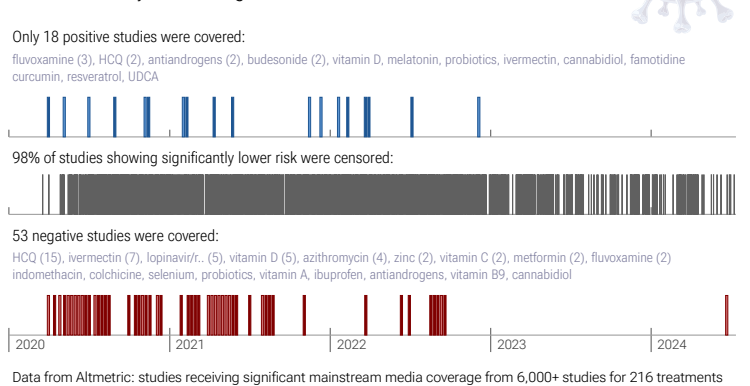 Only 18 positive studies were covered:
fluvoxamine (3), HCQ (2), antiandrogens (2), budesonide (2), vitamin D, melatonin, probiotics, ivermectin, cannabidiol, famotidine
curcumin, resveratrol, UDCA
98% of studies showing significantly lower risk were censored:
53 negative studies were covered:
HCQ (15), ivermectin (7), lopinavir/r.. (5), vitamin D (5), azithromycin (4), zinc (2), vitamin C (2), metformin (2), fluvoxamine (2)
indomethacin, colchicine, selenium, probiotics, vitamin A, ibuprofen, antiandrogens, vitamin B9, cannabidiol
2020 2021 2022 2023 2024
Data from Altmetric: studies receiving significant mainstream media coverage from 6,000+ studies for 216 treatments